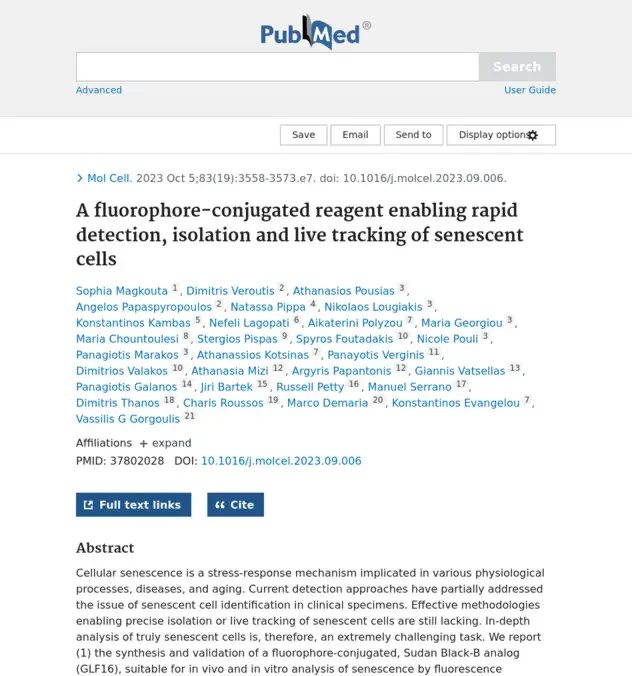 PubMed®
Search
Advanced
User Guide
Save
Email
Send to
Display options
Mol Cell. 2023 Oct 5;83(19):3558-3573.e7. doi: 10.1016/j.molcel.2023.09.006.
A fluorophore-conjugated reagent enabling rapid
detection, isolation and live tracking of senescent
cells
Sophia Magkouta 1, Dimitris Veroutis 2, Athanasios Pousias 3,
Angelos Papaspyropoulos 2, Natassa Pippa 4, Nikolaos Lougiakis 3,
Konstantinos Kambas 5, Nefeli Lagopati 6, Aikaterini Polyzou 7, Maria Georgiou 3,
Maria Chountoulesi 8, Stergios Pispas 9, Spyros Foutadakis 10, Nicole Pouli 3,
Panagiotis Marakos 3, Athanassios Kotsinas 7, Panayotis Verginis 11,
Dimitrios Valakos 10, Athanasia Mizi 12, Argyris Papantonis 12, Giannis Vatsellas 13,
Panagiotis Galanos 14, Jiri Bartek 15, Russell Petty 16, Manuel Serrano 17,
Dimitris Thanos 18, Charis Roussos 19, Marco Demaria 20, Konstantinos Evangelou 7,
Vassilis G Gorgoulis 21
Affiliations + expand
PMID: 37802028 DOI: 10.1016/j.molcel.2023.09.006
Full text links
Cite
Abstract
Cellular senescence is a stress-response mechanism implicated in various physiological
processes, diseases, and aging. Current detection approaches have partially addressed
the issue of senescent cell identification in clinical specimens. Effective methodologies
enabling precise isolation or live tracking of senescent cells are still lacking. In-depth
analysis of truly senescent cells is, therefore, an extremely challenging task. We report
(1) the synthesis and validation of a fluorophore-conjugated, Sudan Black-B analog
(GLF16), suitable for in vivo and in vitro analysis of senescence by fluorescence